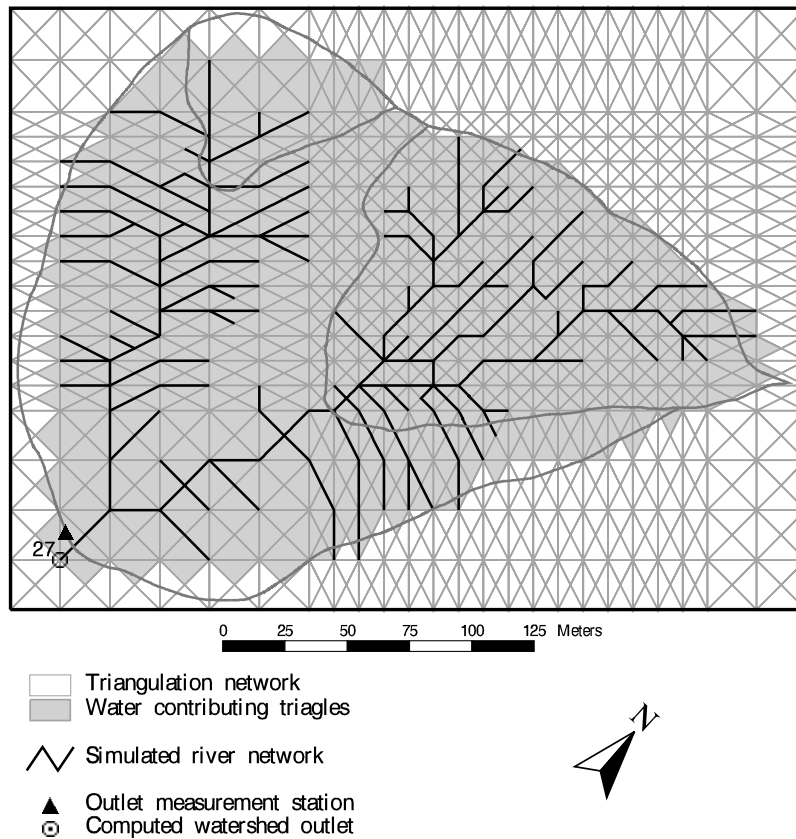 27
0 25 50 75 100 125 Meters
Triangulation network
Water contributing triagles
Simulated river network
N
Outlet measurement station
Computed watershed outlet